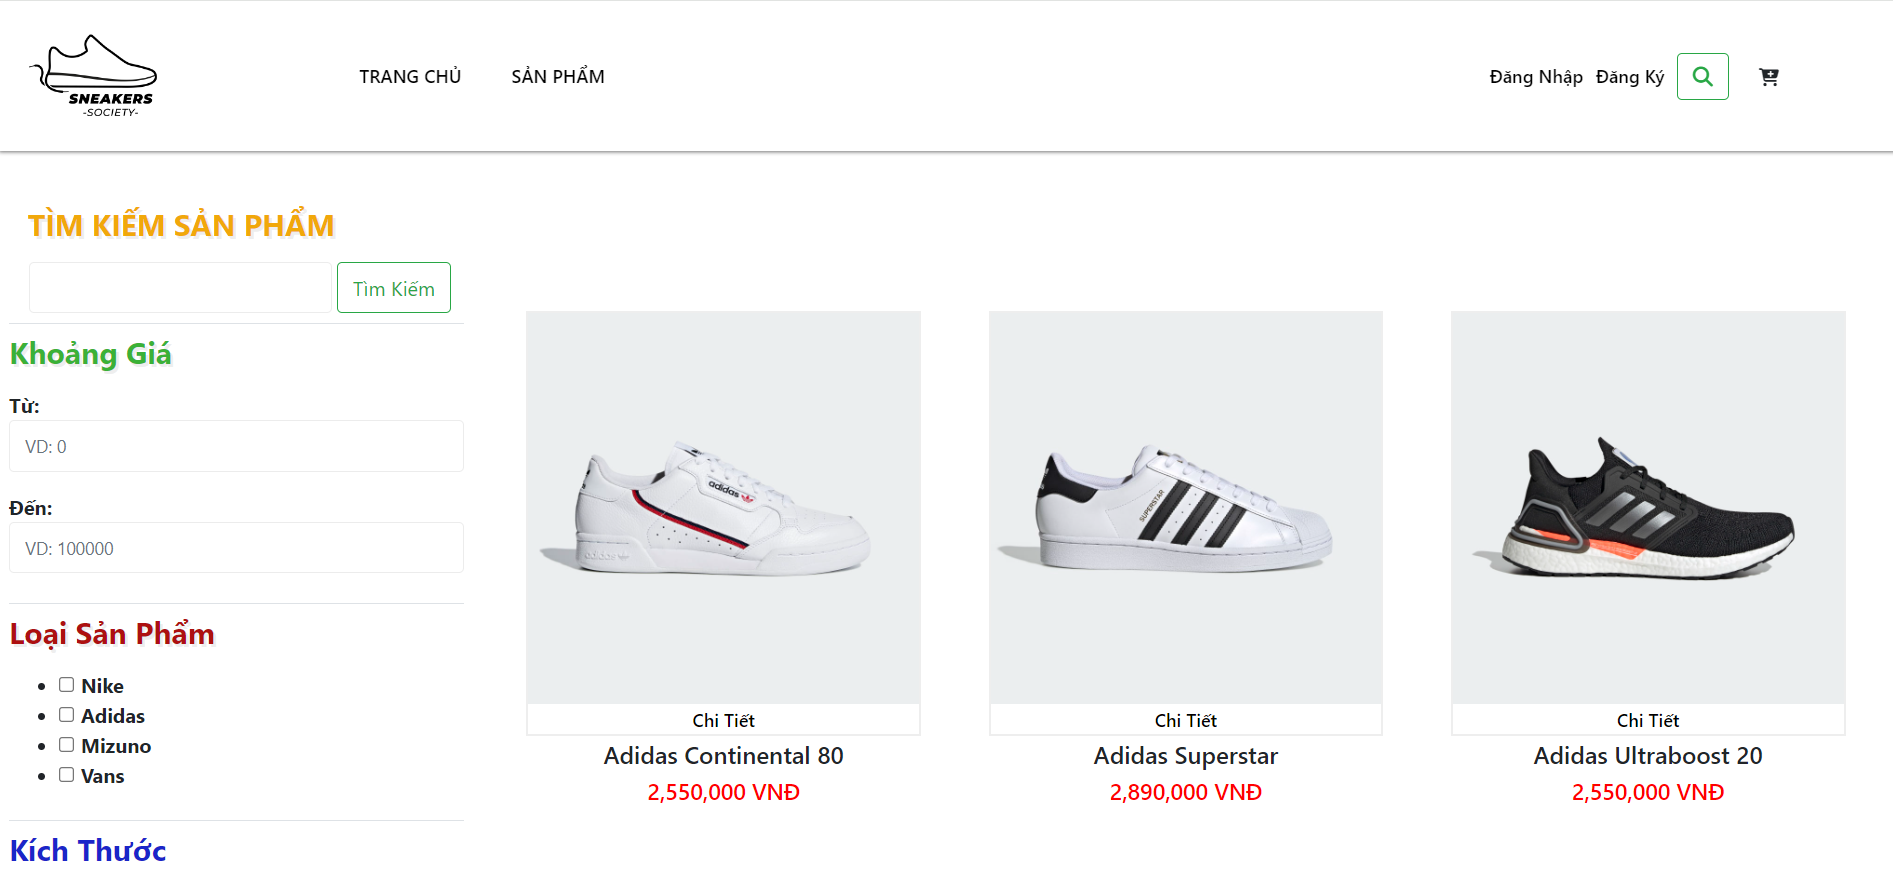 SNEAKERS
-SOCIETY-
TRANG CHỦ
SẢN PHẨM
Đăng Nhập
Đăng Ký
TÌM KIẾM SẢN PHẨM
Tìm Kiếm
Khoảng Giá
Từ:
VD: 0
Đến:
VD: 100000
Loại Sản Phẩm
Nike
Adidas
Mizuno
Vans
Kích Thước
adidas
adidas
Chi Tiết
Adidas Continental 80
2,550,000 VNĐ
SUPERSTAR
Chi Tiết
Adidas Superstar
2,890,000 VNĐ
Chi Tiết
Adidas Ultraboost 20
2,550,000 VNĐ